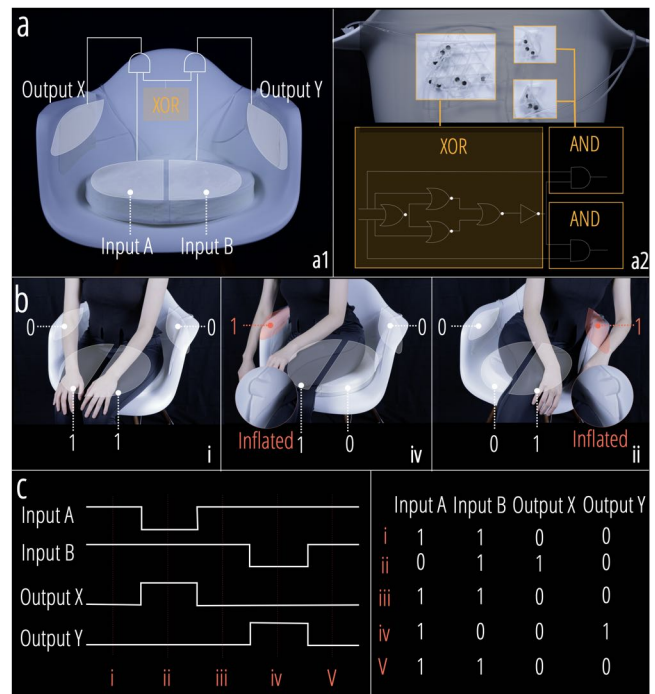 a
Output X
Output Y
XOR
Input A
Input B
a1
XOR
AND
AND
a2
b
0
0
1
1
i
1
0
Inflated
1
0
iv
0
1
0
1
Inflated
ii
c
Input A
Input B
Output X
Output Y
i ii iii iv V
Input A Input B Output X Output Y
i 1 1 0 0
ii 0 1 1 0
iii 1 1 0 0
iv 1 0 0 1
V 1 1 0 0